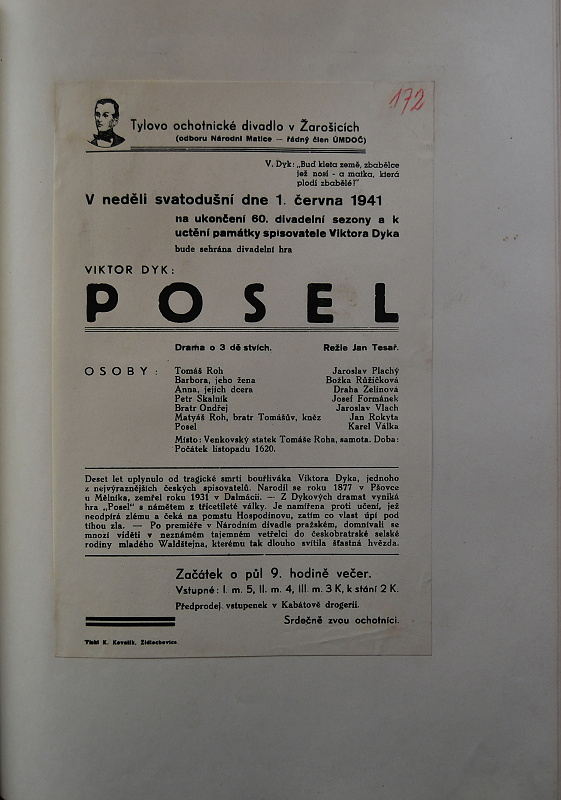 172
Tylovo ochotnické divadlo v Žarošicích
(odboru Národní Matice — řádný člen ÚMDOČ)
V. Dyk: „Buď kleta země, zbabělce
jež nosí - a matka, která
plodí zbabělé!"
V neděli svatodušní dne 1. června 1941
na ukončení 60. divadelní sezony a k
uctění památky spisovatele Viktora Dyka
bude sehrána divadelní hra
VIKTOR DYK:
POSEL
Drama o 3 dě stvích. Režie Jan Tesař.
OSOBY:
Tomáš Roh Jaroslav Plachý
Barbora, jeho žena Božka Růžičková
Anna, jejich dcera Draha Zelinová
Petr Skalník Josef Formánek
Bratr Ondřej Jaroslav Vlach
Matyáš Roh, bratr Tomášův, kněz Jan Rokyta
Posel Karel Válka
Místo: Venkovský statek Tomáše Roha, samota. Doba:
Počátek listopadu 1620.
Deset let uplynulo od tragické smrti bouřliváka Viktora Dyka, jednoho
z nejvýraznějších českých spisovatelů. Narodil se roku 1877 v Pšovce
u Mělníka, zemřel roku 1931 v Dalmácii. — Z Dykových dramat vyniká
hra „Posel" s námětem z třicetileté války. Je namířena proti učení, jež
neodpírá zlému a čeká na pomstu Hospodinovu, zatím co vlast úpí pod
tíhou zla. — Po premiéře v Národním divadle pražském, domnívali se
mnozí viděti v neznámém tajemném vetřelci do českobratrské selské
rodiny mladého Waldštejna, kterému tak dlouho svítila šťastná hvězda.
Začátek o půl 9. hodině večer.
Vstupné: I. m. 5, II. m. 4, III. m. 3 K, k stání 2 K.
Předprodej vstupenek v Kabátově drogerii.
Srdečně zvou ochotníci.
Tiskl K. Kovařík, Židlochovice.